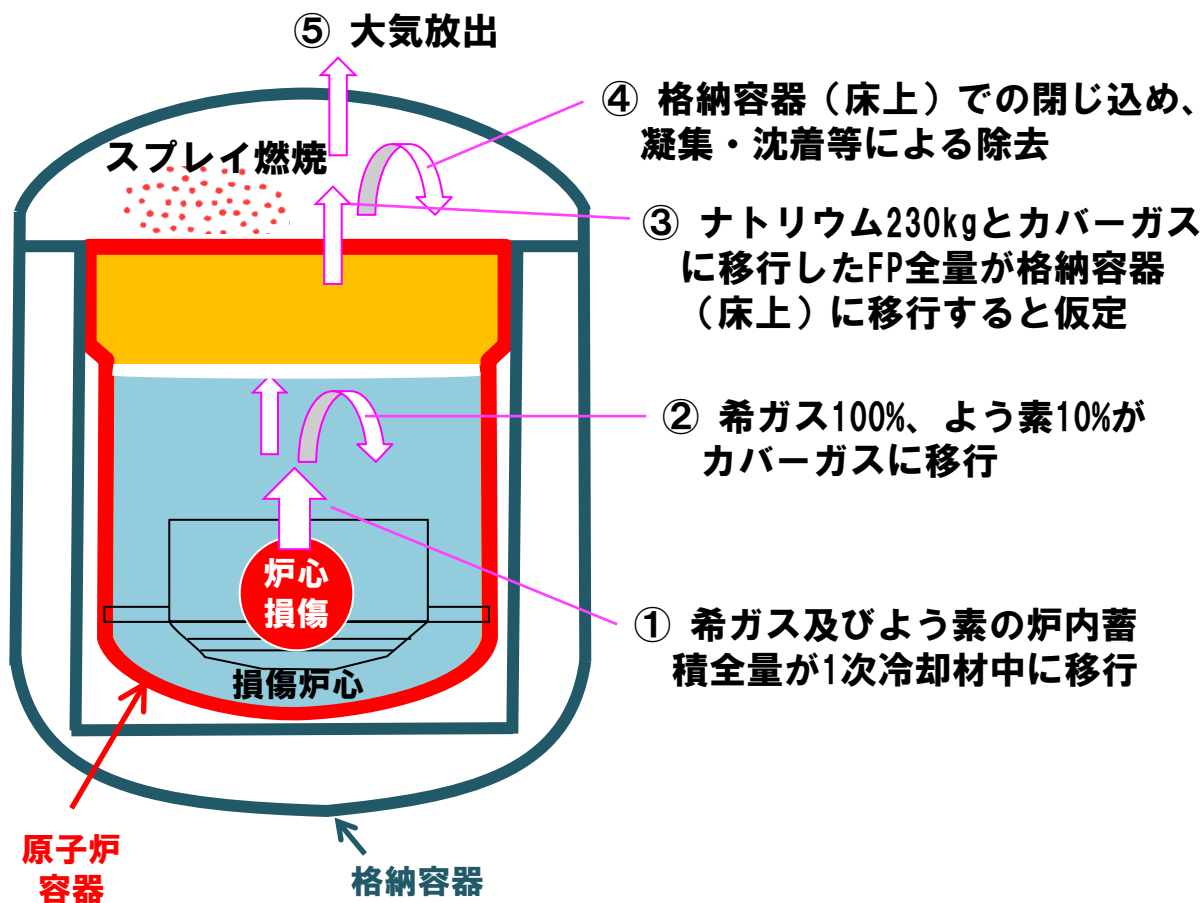 ⑤ 大気放出
④ 格納容器（床上）での閉じ込め、
凝集・沈着等による除去
スプレイ燃焼
③ ナトリウム230kgとカバーガス
に移行したFP全量が格納容器
（床上）に移行すると仮定
② 希ガス100%、よう素10%が
カバーガスに移行
炉心
損傷
① 希ガス及びよう素の炉内蓄
積全量が1次冷却材中に移行
損傷炉心
原子炉
容器
格納容器